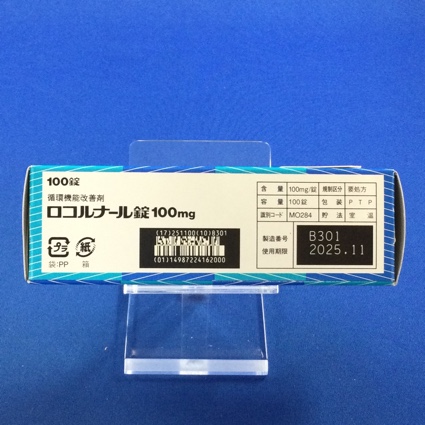 100錠
循環機能改善剤
ロコルナール錠100mg
プラ
紙
袋:PP
箱
(17)251100(10)B301
(01)14987224162000
含量 100mg/錠 規制区分 要処方
容量 100錠 包装 PTP
識別コード MO284 貯法 室温
製造番号 B301
使用期限 2025.11